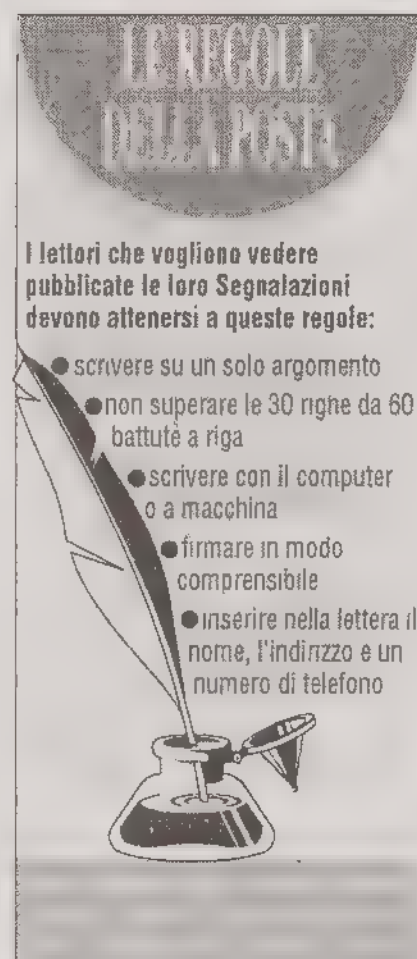 LE REGOLE
DELLA POSTA
I lettori che vogliono vedere
pubblicate le loro Segnalazioni
devono attenersi a queste regole:
● scrivere su un solo argomento
● non superare le 30 righe da 60
battute a riga
● scrivere con il computer
o a macchina
● firmare in modo
comprensibile
● inserire nella lettera il
nome, l'indirizzo e un
numero di telefono